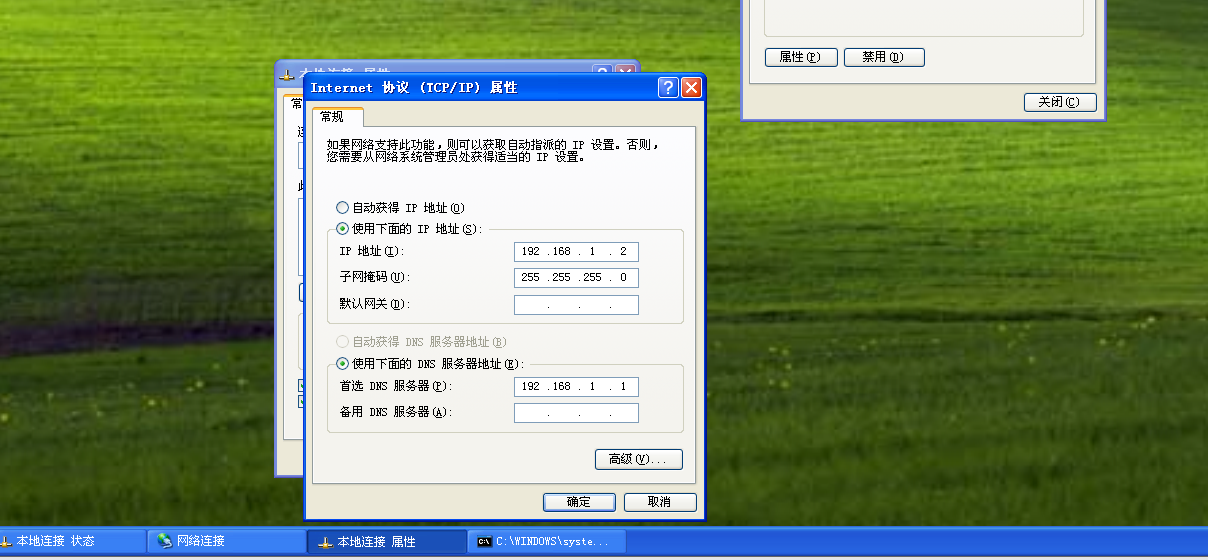 属性(P)
禁用(D)
关闭(C)
本地连接 属性
Internet 协议 (TCP/IP) 属性
常
常规
如果网络支持此功能,则可以获取自动指派的 IP 设置。否则,
您需要从网络系统管理员处获得适当的 IP 设置。
自动获得 IP 地址(O)
使用下面的 IP 地址(S):
IP 地址(I): 192 .168 . 1 . 2
子网掩码(U): 255 .255 .255 . 0
默认网关(D): . . .
自动获得 DNS 服务器地址(B)
使用下面的 DNS 服务器地址(E):
首选 DNS 服务器(P): 192 .168 . 1 . 1
备用 DNS 服务器(A): . . .
高级(V)...
确定
取消
本地连接 状态
网络连接
本地连接 属性
C:\WINDOWS\syste...